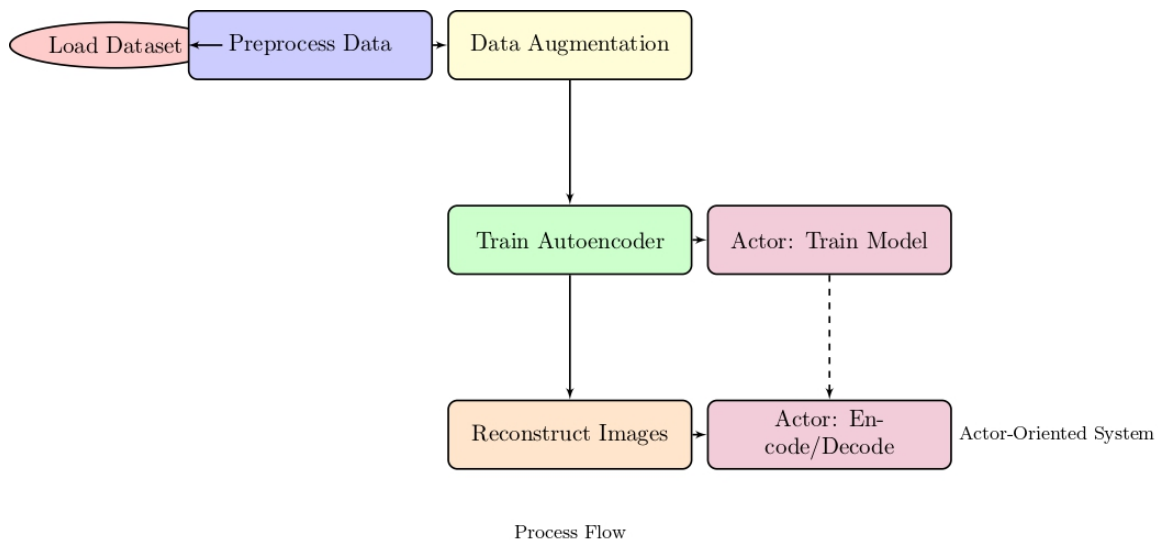 Load Dataset
Preprocess Data
Data Augmentation
Train Autoencoder
Actor: Train Model
Reconstruct Images
Actor: En-
code/Decode
Actor-Oriented System
Process Flow